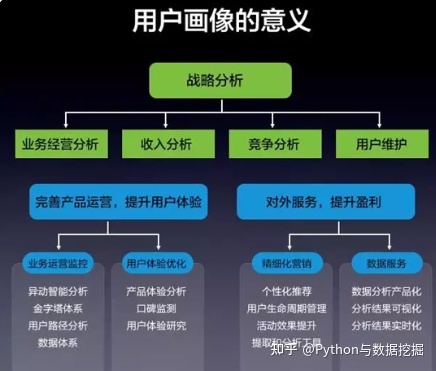 用户画像的意义
战略分析
业务经营分析
收入分析
竞争分析
用户维护
完善产品运营，提升用户体验
对外服务，提升盈利
业务运营监控
用户体验优化
精细化营销
数据服务
异动智能分析
金字塔体系
用户路径分析
数据体系
产品体验分析
口碑监测
用户体验研究
个性化推荐
用户生命周期管理
活动效果提升
提取和分析工具
数据分析产品化
分析结果可视
分析结果实时化
知乎 @Python与数据挖掘